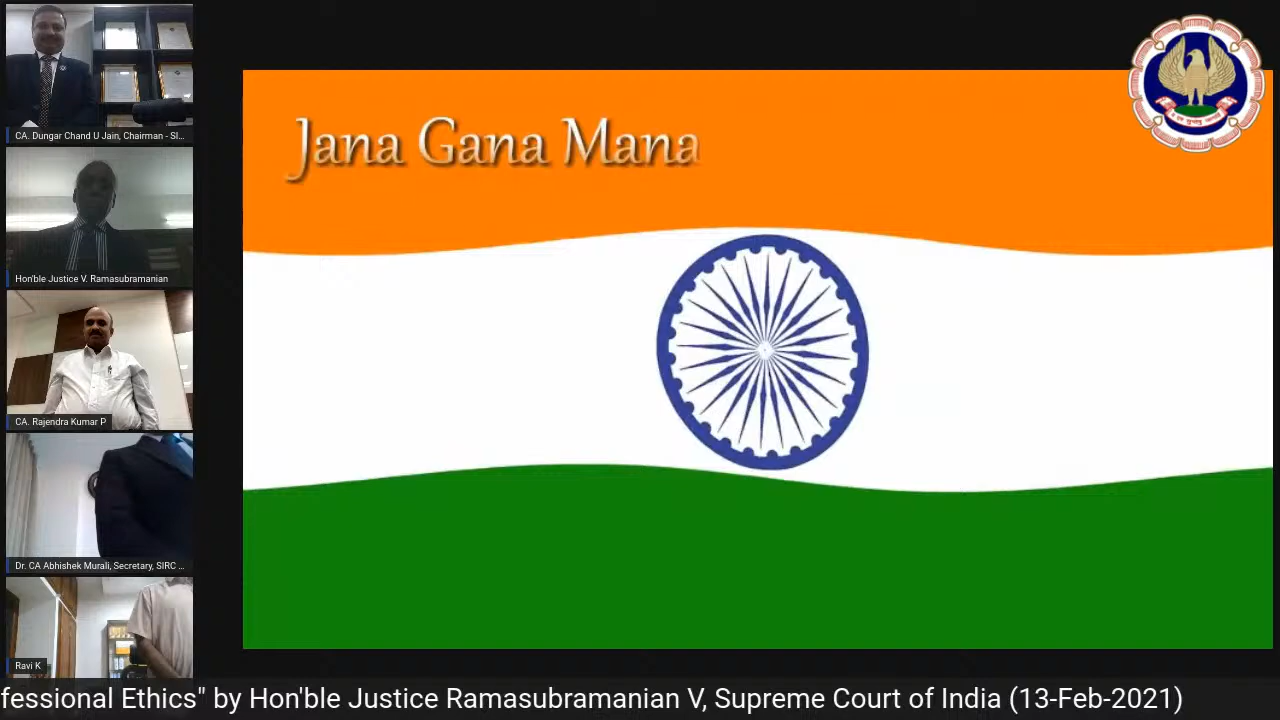 CA. Dungar Chand U Jain, Chairman - SI...
Hon'ble Justice V. Ramasubramanian
CA. Rajendra Kumar P
Dr. CA Abhishek Murali, Secretary, SIRC ...
Ravi K
Jana Gana Mana
fessional Ethics" by Hon'ble Justice Ramasubramanian V, Supreme Court of India (13-Feb-2021)